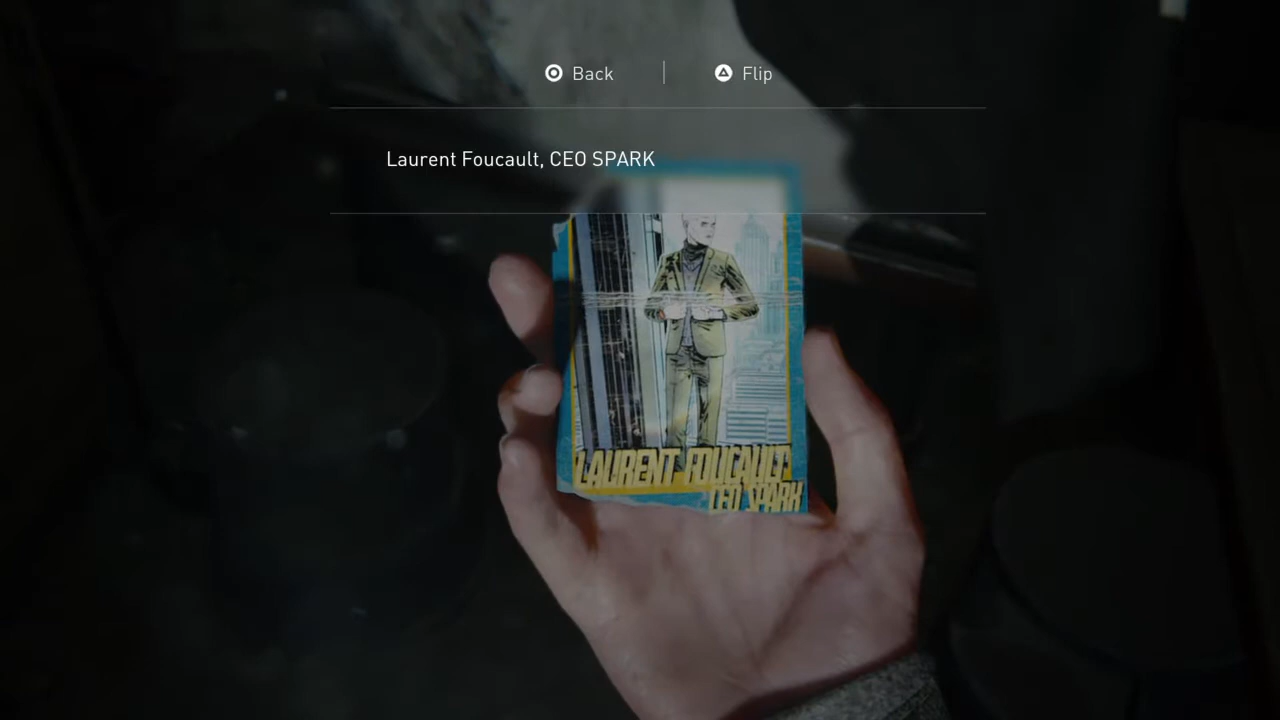 Back | Flip
Laurent Foucault, CEO SPARK
LAURENT FOUCAULT
CEO SPARK